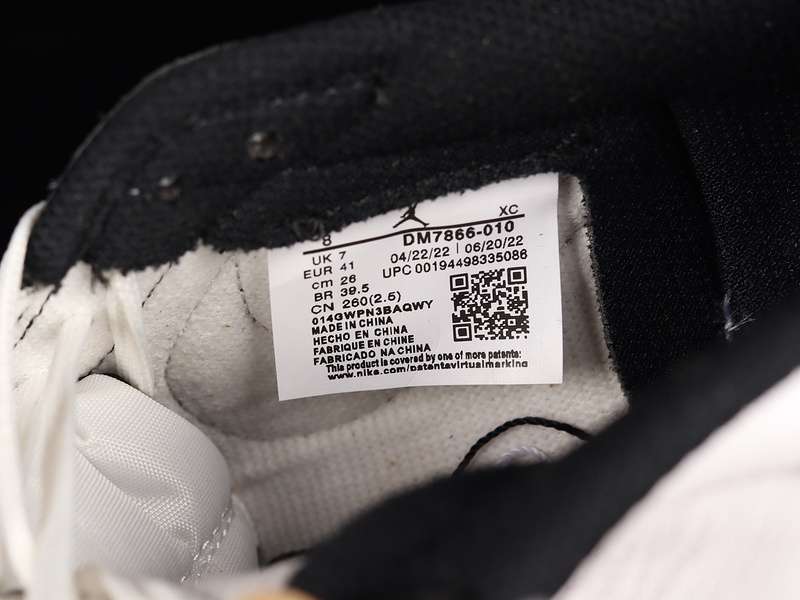 XC
8 DM7866-010
UK 7 04/22/22 | 06/20/22
EUR 41 UPC 00194498335086
cm 26
BR 39.5
CN 260(2.5)
014GWPN3BAQWY
MADE IN CHINA
HECHO EN CHINA
FABRIQUE EN CHINE
FABRICADO NA CHINA
This product is covered by one of more patents:
www.nike.com/patentsvirtualmarking